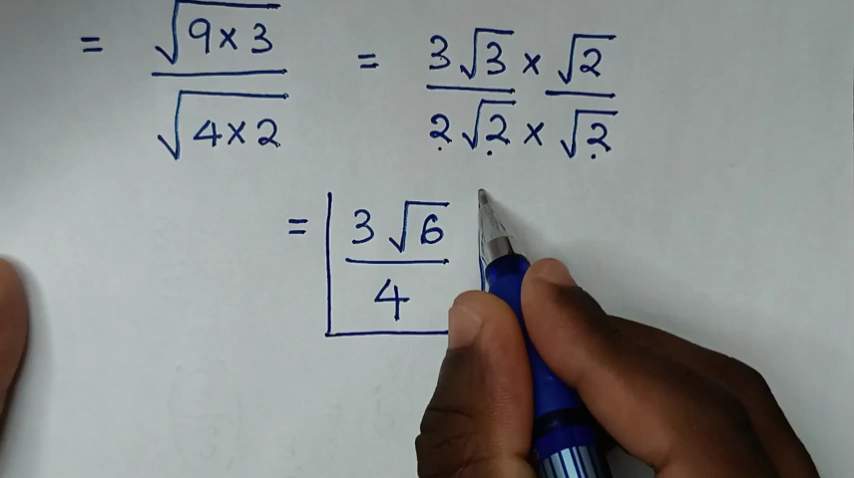 = √(9×3) / √(4×2) = 3√3 × √2 / 2√2 × √2
= 3√6 / 4